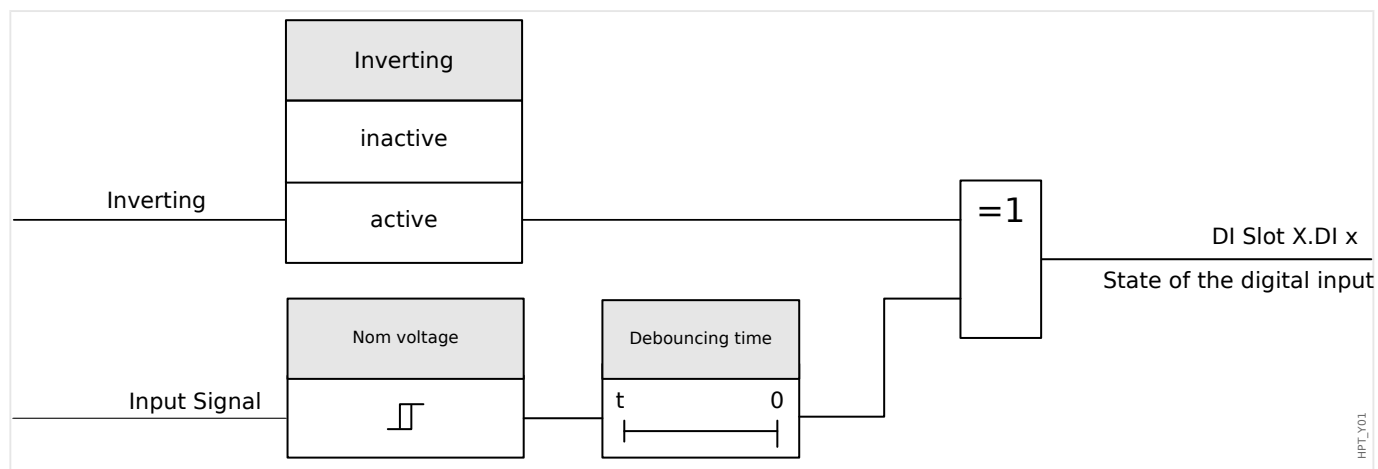 Inverting
inactive
Inverting
active
=1
DI Slot X.DI x
State of the digital input
Nom voltage
Debouncing time
Input Signal
t 0
HPT_Y01